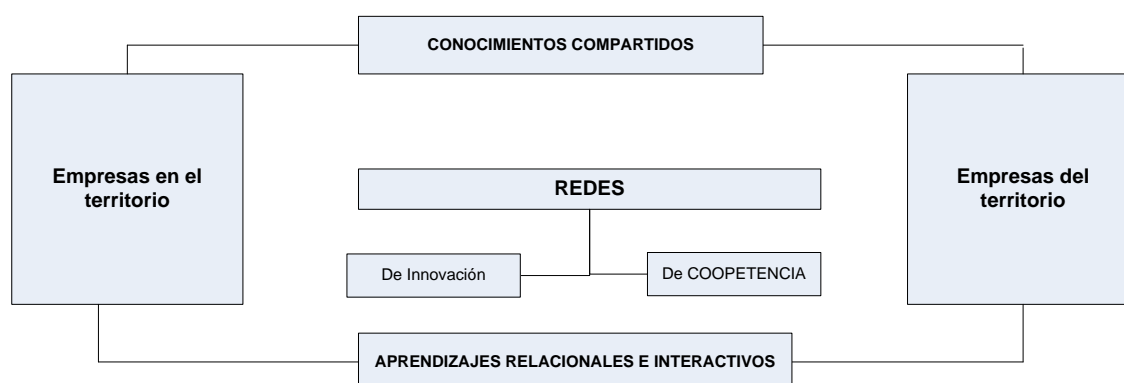 CONOCIMIENTOS COMPARTIDOS
Empresas en el
territorio
REDES
Empresas del
territorio
De Innovación
De COOPETENCIA
APRENDIZAJES RELACIONALES E INTERACTIVOS